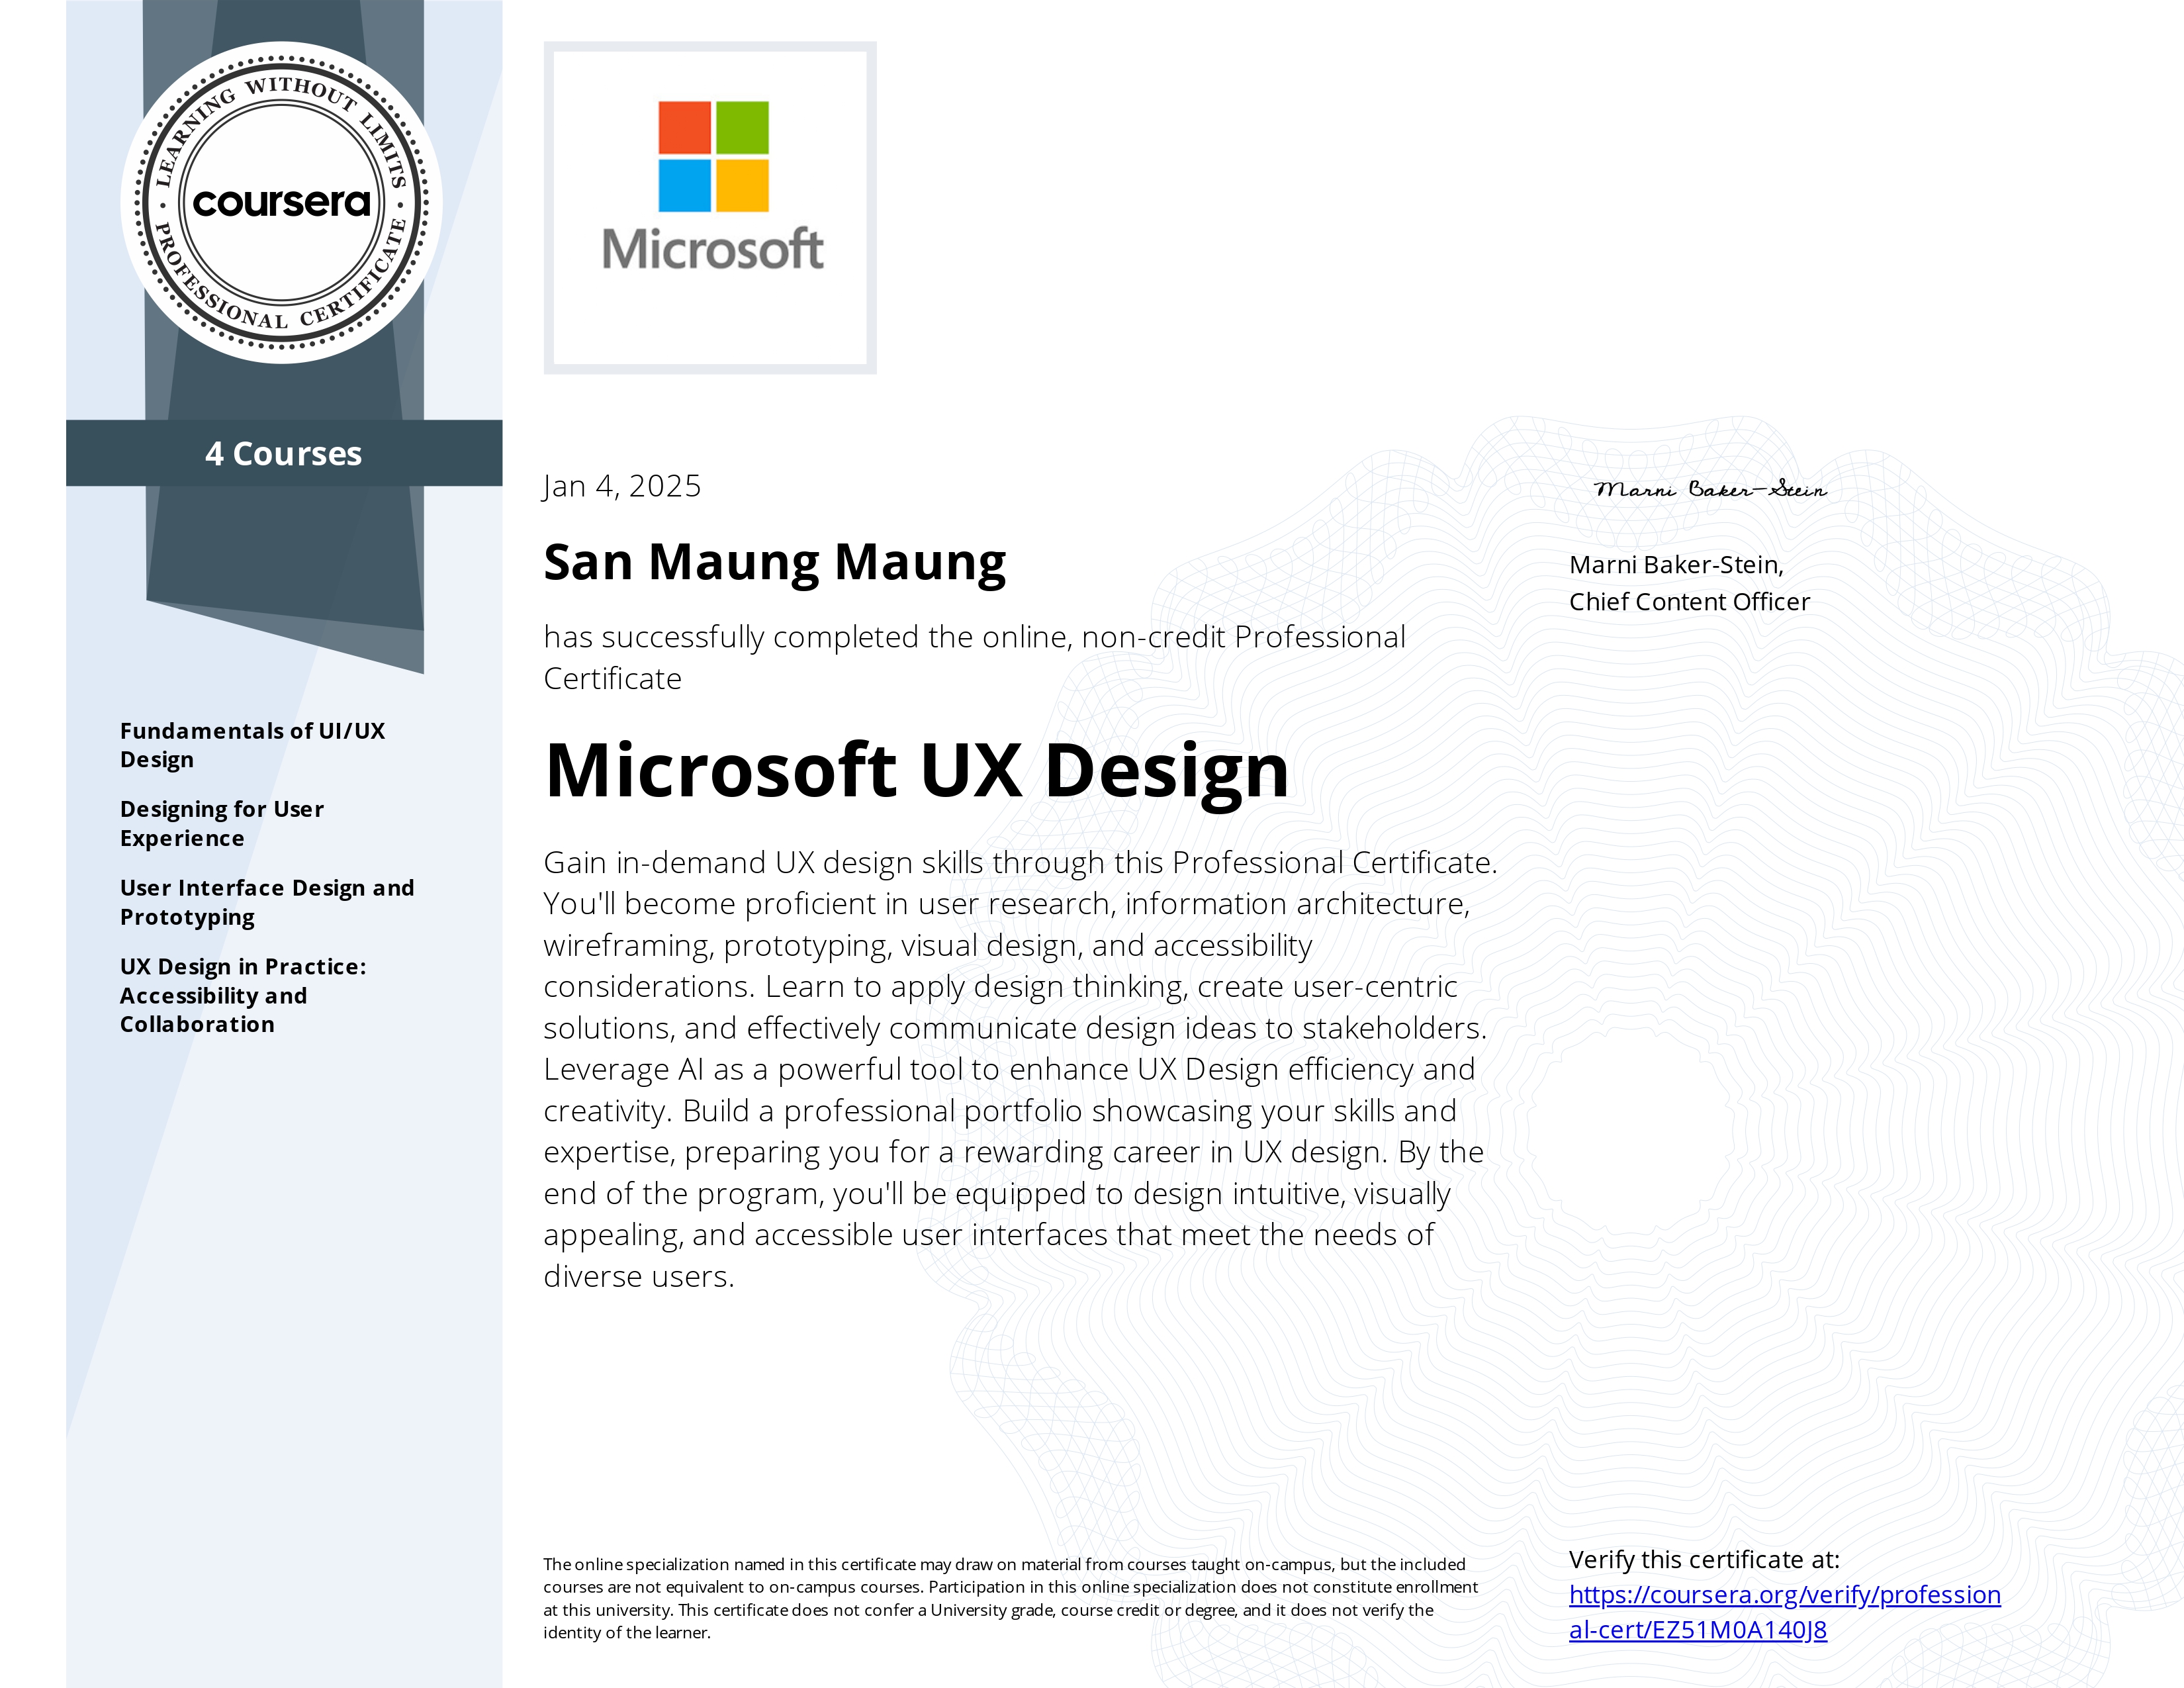 LEARNING WITHOUT LIMITS
coursera
PROFESSIONAL CERTIFICATE
4 Courses
Fundamentals of UI/UX
Design
Designing for User
Experience
User Interface Design and
Prototyping
UX Design in Practice:
Accessibility and
Collaboration
Microsoft
Jan 4, 2025
San Maung Maung
has successfully completed the online, non-credit Professional
Certificate
Microsoft UX Design
Gain in-demand UX design skills through this Professional Certificate.
You'll become proficient in user research, information architecture,
wireframing, prototyping, visual design, and accessibility
considerations. Learn to apply design thinking, create user-centric
solutions, and effectively communicate design ideas to stakeholders.
Leverage AI as a powerful tool to enhance UX Design efficiency and
creativity. Build a professional portfolio showcasing your skills and
expertise, preparing you for a rewarding career in UX design. By the
end of the program, you'll be equipped to design intuitive, visually
appealing, and accessible user interfaces that meet the needs of
diverse users.
Marni Baker-Stein
Marni Baker-Stein,
Chief Content Officer
The online specialization named in this certificate may draw on material from courses taught on-campus, but the included
courses are not equivalent to on-campus courses. Participation in this online specialization does not constitute enrollment
at this university. This certificate does not confer a University grade, course credit or degree, and it does not verify the
identity of the learner.
Verify this certificate at:
https://coursera.org/verify/profession
al-cert/EZ51M0A140J8